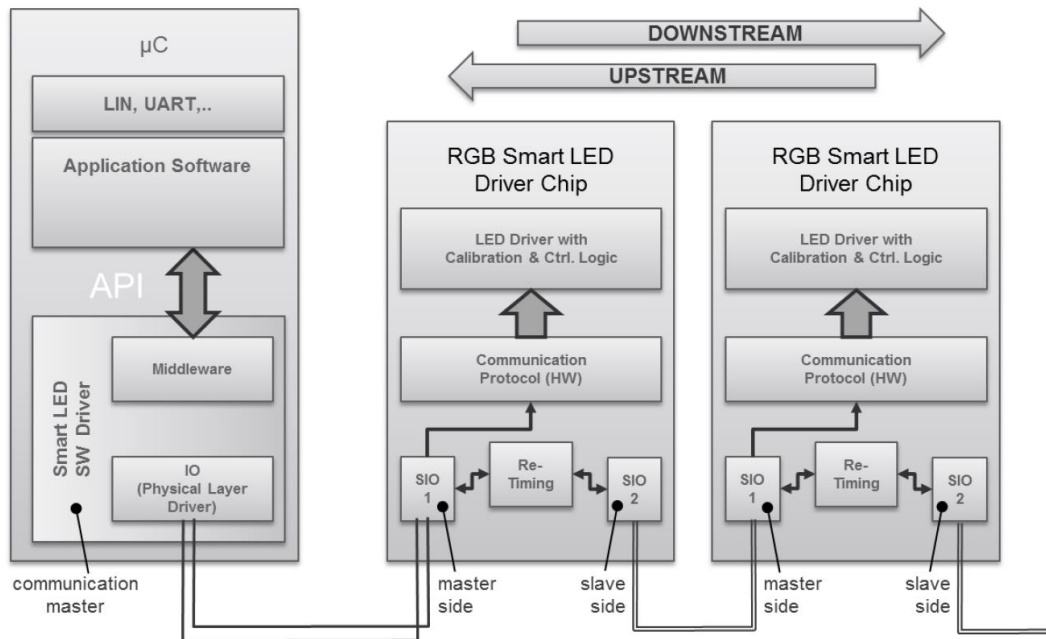 µC
LIN, UART,..
Application Software
API
Middleware
Smart LED
SW Driver
IO
(Physical Layer
Driver)
communication
master
DOWNSTREAM
UPSTREAM
RGB Smart LED
Driver Chip
LED Driver with
Calibration & Ctrl. Logic
Communication
Protocol (HW)
SIO
1
Re-
Timing
SIO
2
master
side
slave
side
RGB Smart LED
Driver Chip
LED Driver with
Calibration & Ctrl. Logic
Communication
Protocol (HW)
SIO
1
Re-
Timing
SIO
2
master
side
slave
side